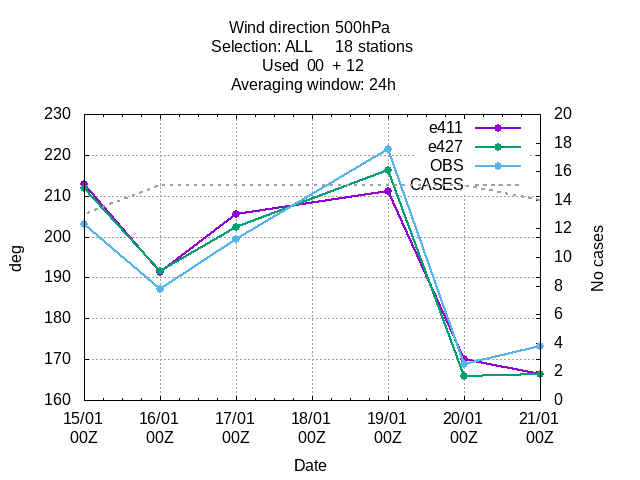 Wind direction 500hPa
Selection: ALL 18 stations
Used 00 + 12
Averaging window: 24h
230
220
210
200
190
180
170
160
deg
20
18
16
14
12
10
8
6
4
2
0
No cases
e411
e427
OBS
CASES
15/01 16/01 17/01 18/01 19/01 20/01 21/01
00Z 00Z 00Z 00Z 00Z 00Z 00Z
Date